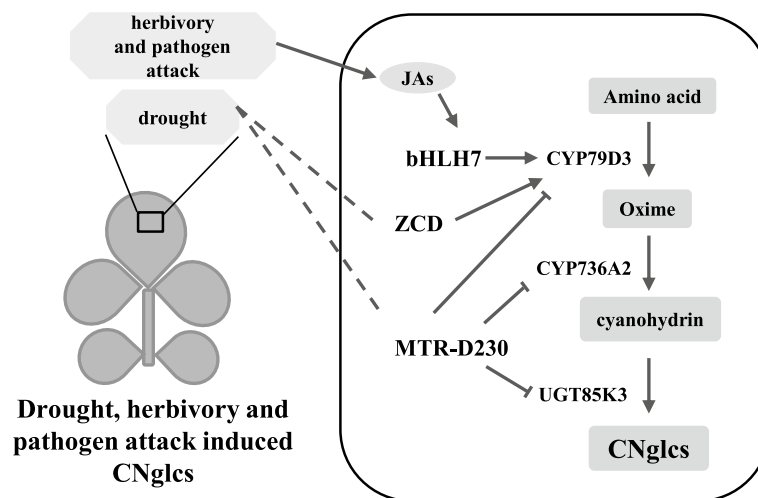 herbivory
and pathogen
attack
drought
JAs
bHLH7
ZCD
MTR-D230
CYP79D3
CYP736A2
UGT85K3
Amino acid
Oxime
cyanohydrin
CNglcs
Drought, herbivory and
pathogen attack induced
CNglcs